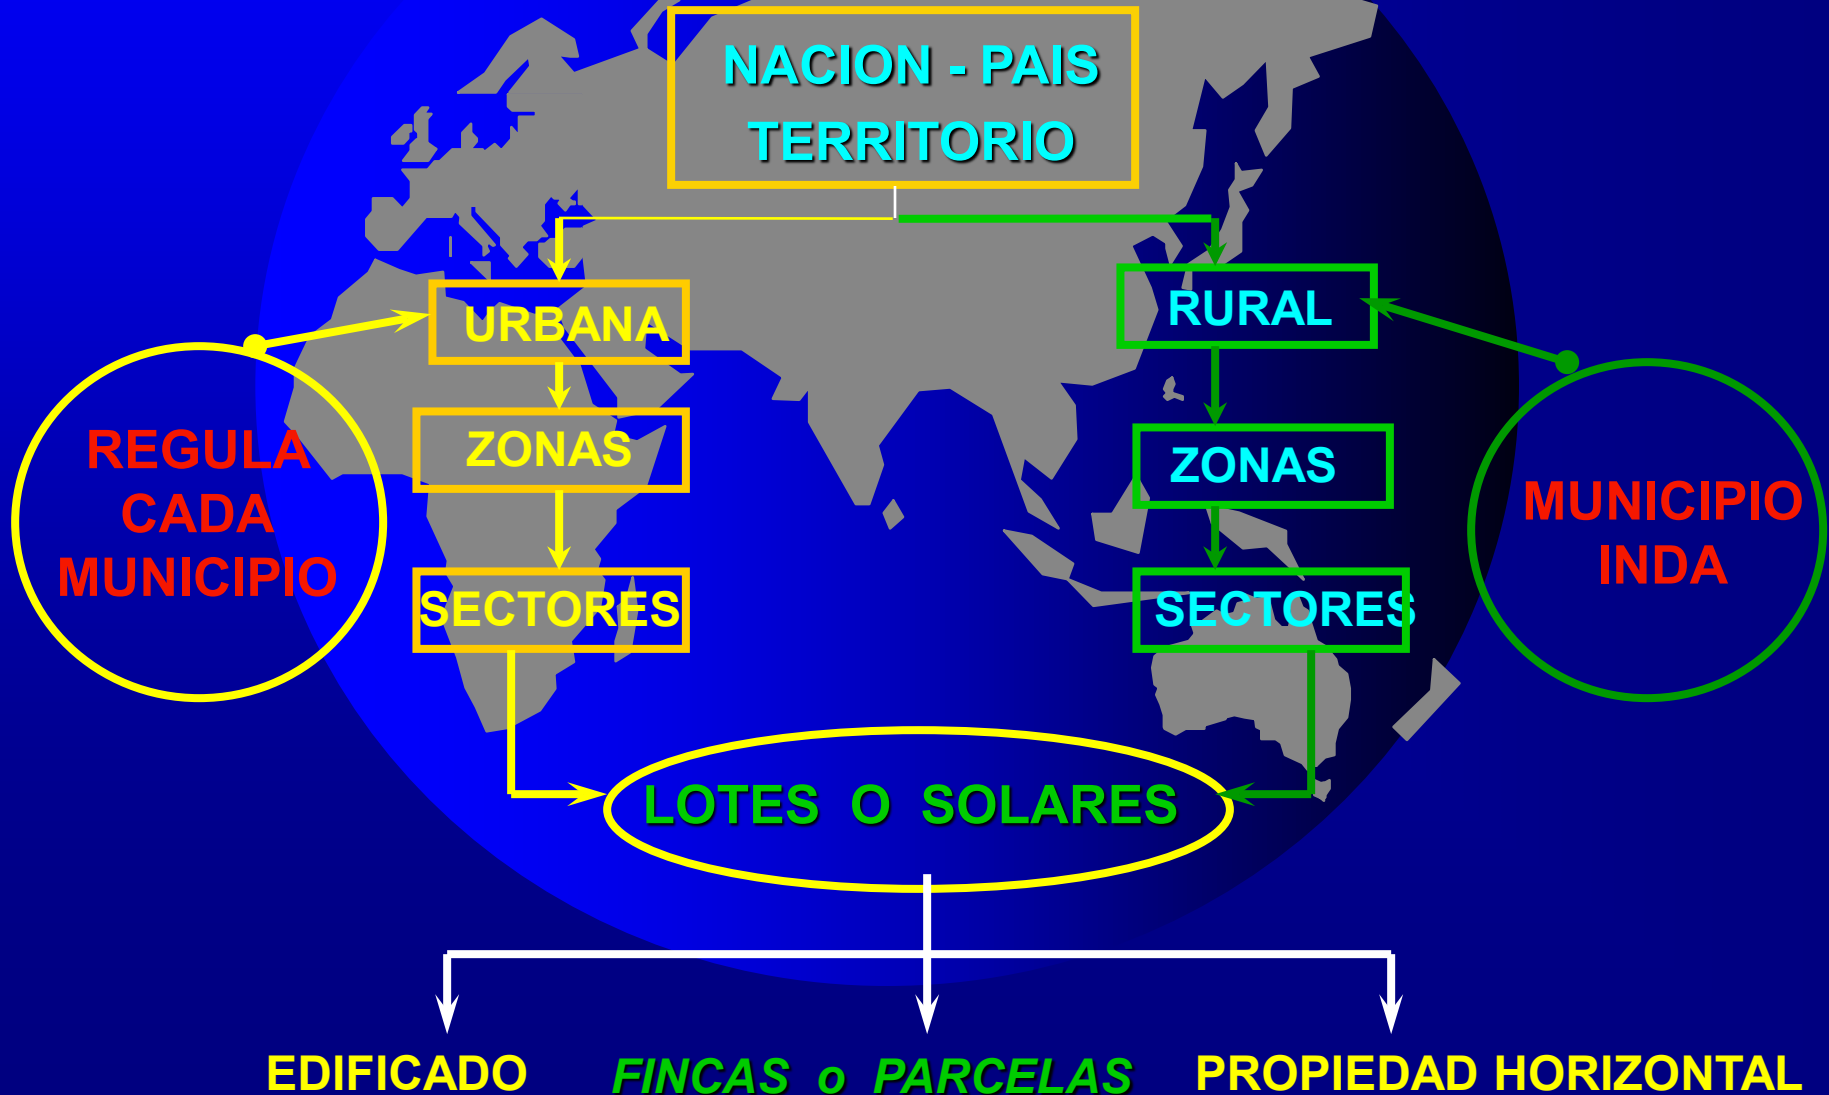 NACION - PAIS
TERRITORIO
URBANA
RURAL
REGULA
CADA
MUNICIPIO
ZONAS
ZONAS
MUNICIPIO
INDA
SECTORES
SECTORES
LOTES O SOLARES
EDIFICADO
FINCAS o PARCELAS
PROPIEDAD HORIZONTAL